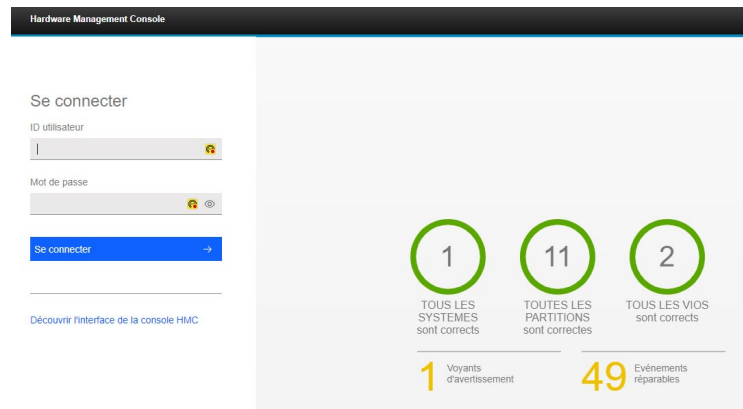 Hardware Management Console
Se connecter
ID utilisateur
Mot de passe
Se connecter
Découvrir l'interface de la console HMC
1
TOUS LES
SYSTEMES
sont corrects
11
TOUTES LES
PARTITIONS
sont correctes
2
TOUS LES VIOS
sont corrects
1
Voyants
d'avertissement
49
Evénements
réparables